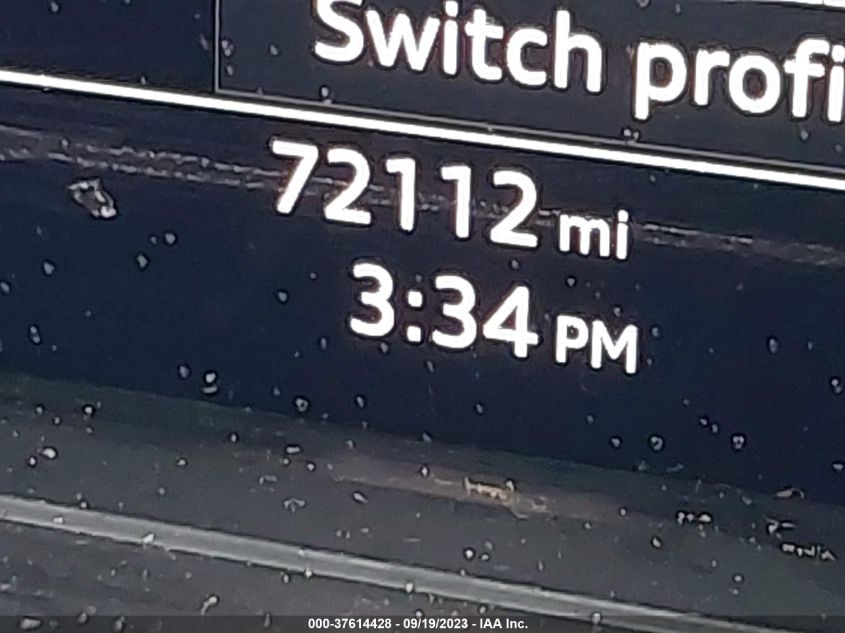 Switch profi
72112 mi
3:34 PM
000-37614428 - 09/19/2023 - IAA Inc.